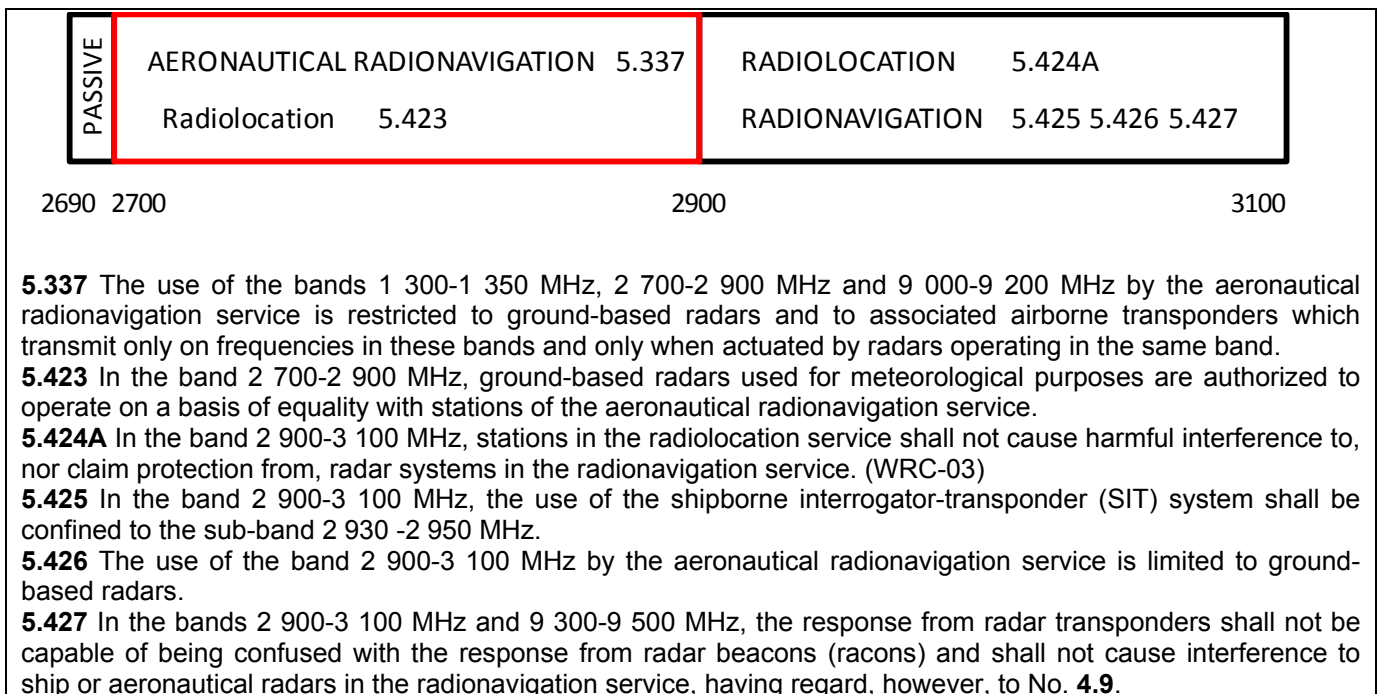 PASSIVE
AERONAUTICAL RADIONAVIGATION 5.337
Radiolocation 5.423
RADIOLOCATION 5.424A
RADIONAVIGATION 5.425 5.426 5.427
2690 2700 2900 3100
5.337 The use of the bands 1 300-1 350 MHz, 2 700-2 900 MHz and 9 000-9 200 MHz by the aeronautical
radionavigation service is restricted to ground-based radars and to associated airborne transponders which
transmit only on frequencies in these bands and only when actuated by radars operating in the same band.
5.423 In the band 2 700-2 900 MHz, ground-based radars used for meteorological purposes are authorized to
operate on a basis of equality with stations of the aeronautical radionavigation service.
5.424A In the band 2 900-3 100 MHz, stations in the radiolocation service shall not cause harmful interference to,
nor claim protection from, radar systems in the radionavigation service. (WRC-03)
5.425 In the band 2 900-3 100 MHz, the use of the shipborne interrogator-transponder (SIT) system shall be
confined to the sub-band 2 930 -2 950 MHz.
5.426 The use of the band 2 900-3 100 MHz by the aeronautical radionavigation service is limited to ground-
based radars.
5.427 In the bands 2 900-3 100 MHz and 9 300-9 500 MHz, the response from radar transponders shall not be
capable of being confused with the response from radar beacons (racons) and shall not cause interference to
ship or aeronautical radars in the radionavigation service, having regard, however, to No. 4.9.